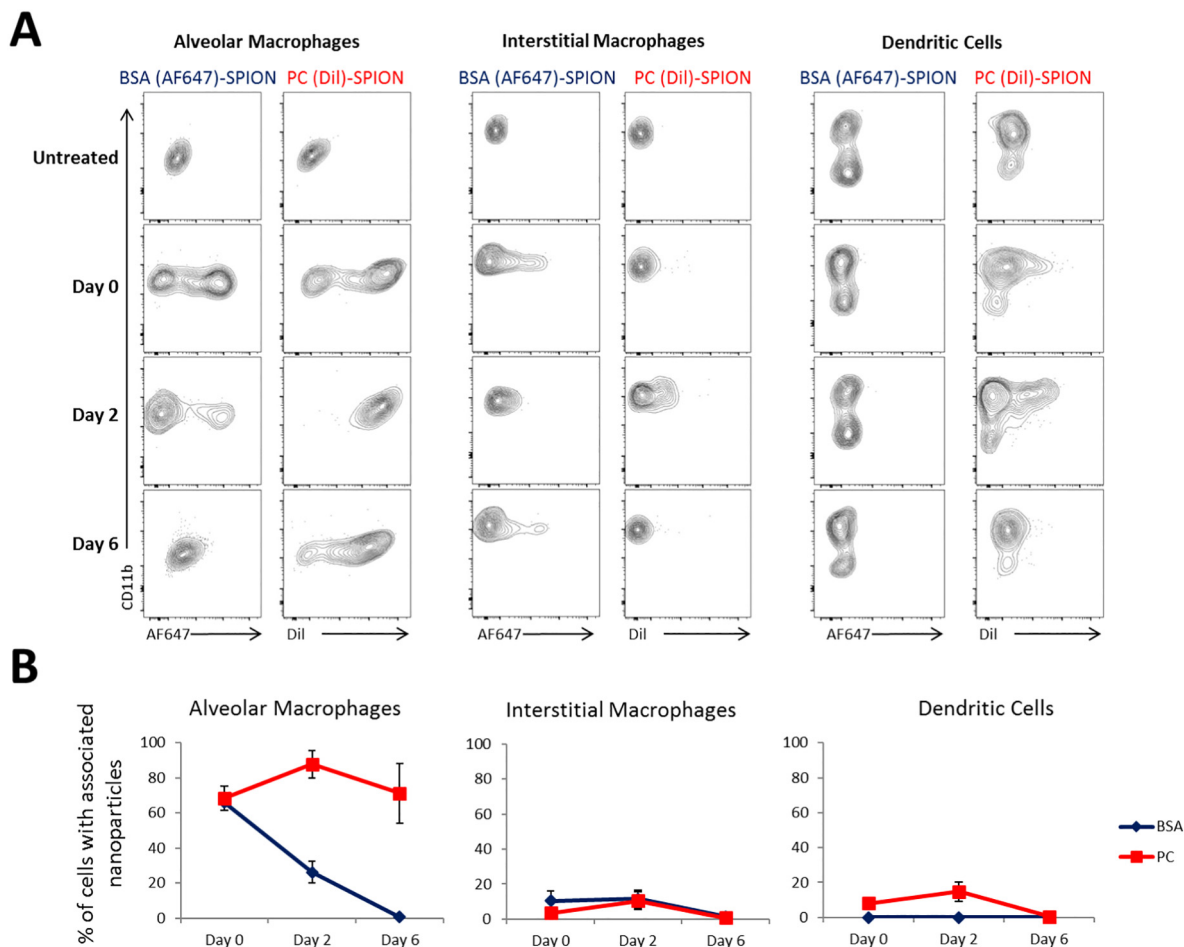 A
Alveolar Macrophages
Interstitial Macrophages
Dendritic Cells
BSA (AF647)-SPION PC (DiI)-SPION
BSA (AF647)-SPION PC (DiI)-SPION
BSA (AF647)-SPION PC (DiI)-SPION
Untreated
Day 0
Day 2
Day 6
CD11b
AF647 DiI AF647 DiI AF647 DiI
B
% of cells with associated
nanoparticles
Alveolar Macrophages
100
80
60
40
20
0
Day 0 Day 2 Day 6
Interstitial Macrophages
100
80
60
40
20
0
Day 0 Day 2 Day 6
Dendritic Cells
100
80
60
40
20
0
Day 0 Day 2 Day 6
BSA
PC